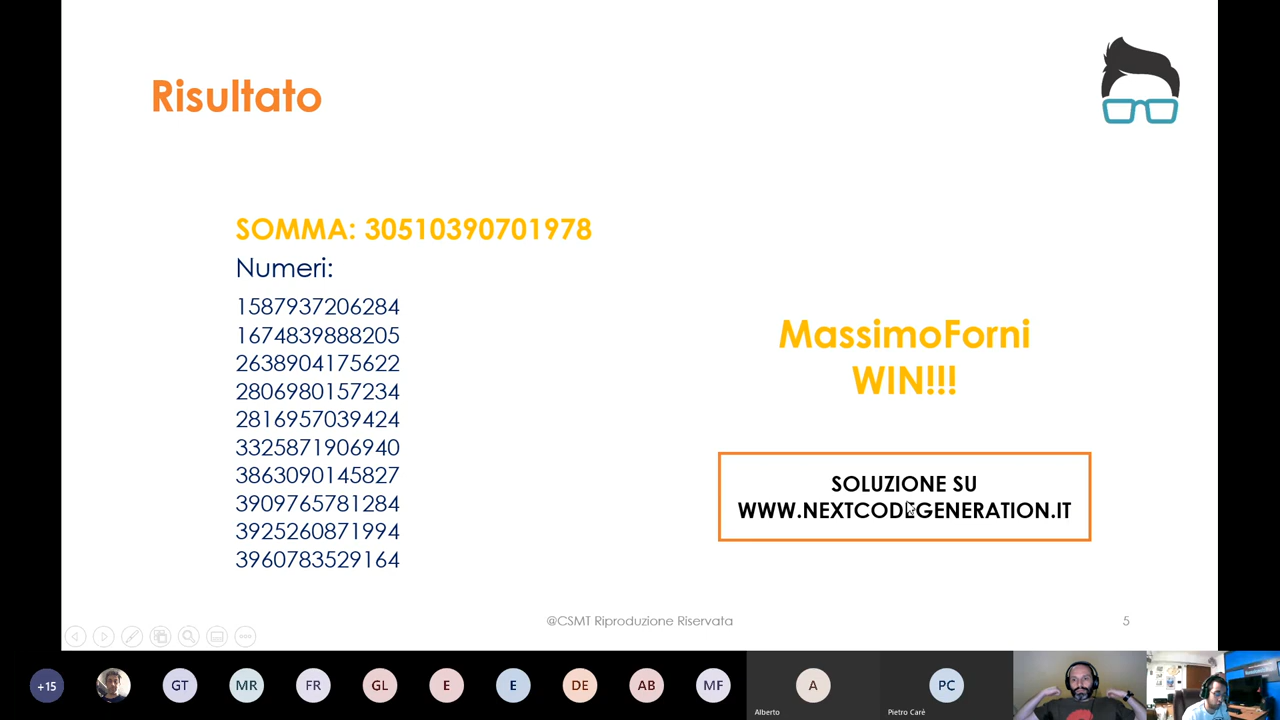 Risultato
SOMMA: 30510390701978
Numeri:
1587937206284
1674839888205
2638904175622
2806980157234
2816957039424
3325871906940
3863090145827
3909765781284
3925260871994
3960783529164
MassimoForni
WIN!!!
SOLUZIONE SU
WWW.NEXTCODEGENERATION.IT
@CSMT Riproduzione Riservata
5
+15
GT
MR
FR
GL
E
E
DE
AB
MF
A
Alberto
PC
Pietro Carè